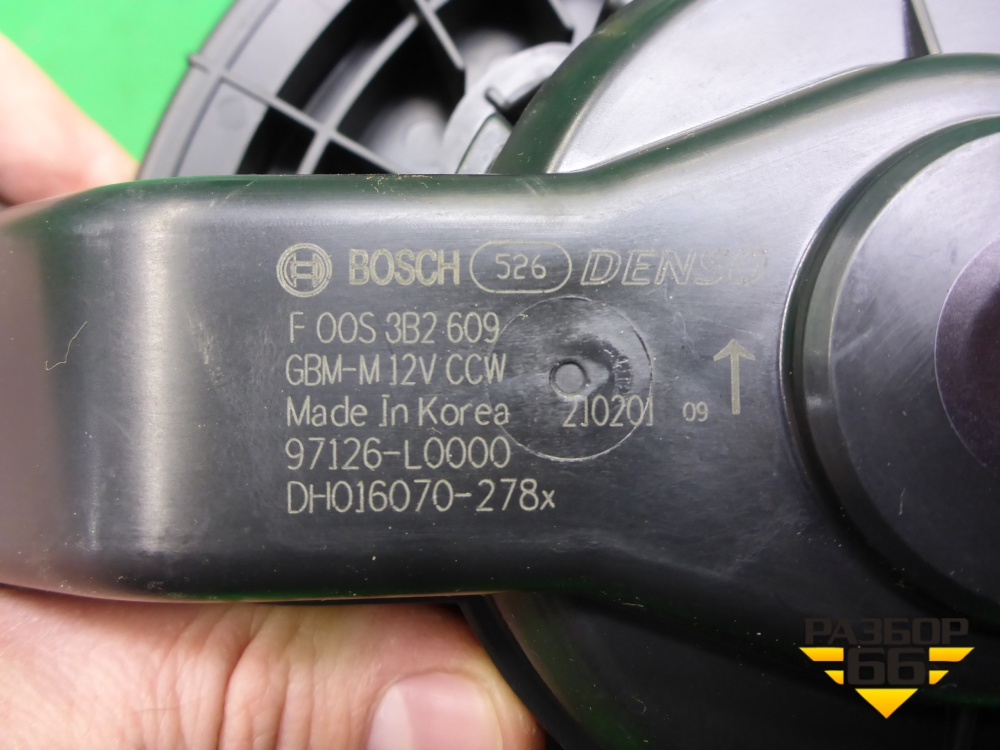 BOSCH 526 DENSO
F 00S 3B2 609
GBM-M 12V CCW
Made In Korea 210201 09
97126-L0000
DH016070-278x
РАЗБОР
66